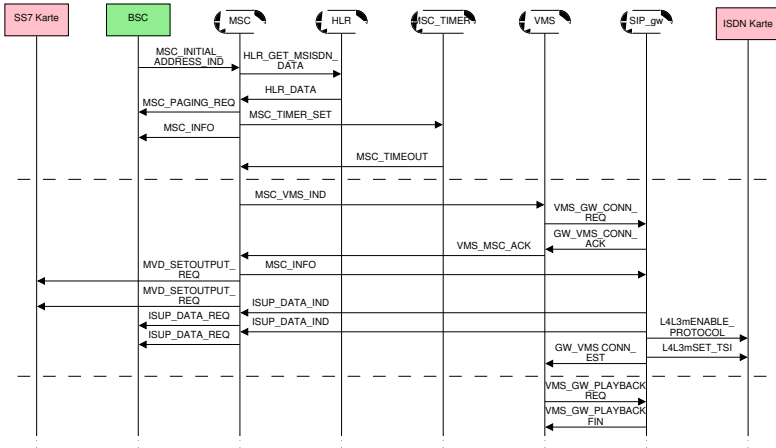 SS7 Karte
BSC
MSC
HLR
MSC_TIMER
VMS
SIP_gw
ISDN Karte
MSC_INITIAL_
ADDRESS_IND
HLR_GET_MSISDN_
DATA
HLR_DATA
MSC_PAGING_REQ
MSC_TIMER_SET
MSC_INFO
MSC_TIMEOUT
MSC_VMS_IND
VMS_GW_CONN_
REQ
GW_VMS_CONN_
ACK
VMS_MSC_ACK
MVD_SETOUTPUT_
REQ
MSC_INFO
MVD_SETOUTPUT_
REQ
ISUP_DATA_IND
ISUP_DATA_REQ
ISUP_DATA_IND
L4L3mENABLE_
PROTOCOL
ISUP_DATA_REQ
GW_VMS CONN_
EST
L4L3mSET_TSI
VMS_GW_PLAYBACK
REQ
VMS_GW_PLAYBACK
FIN